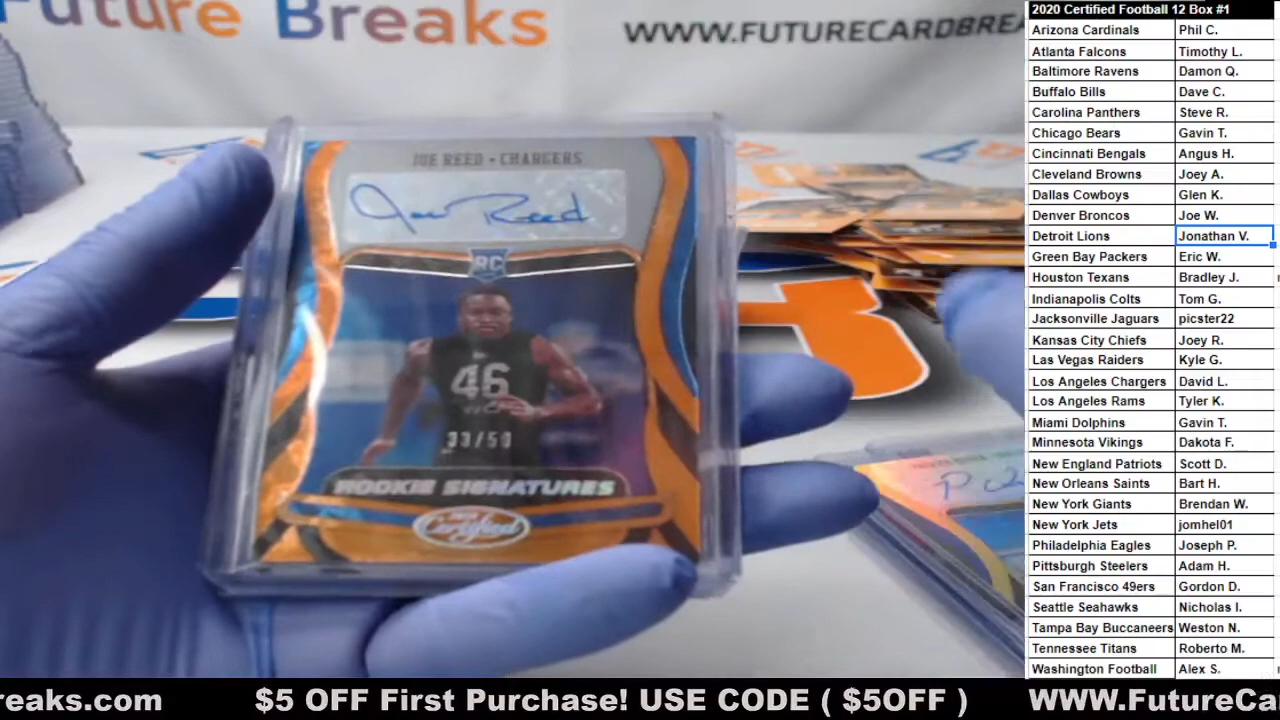 Future Breaks
WWW.FUTURECARDBREA
JOE REED • CHARGERS
Joe Reed
RC
46
33/50
ROOKIE SIGNATURES
Certified
2020 Certified Football 12 Box #1
Arizona Cardinals Phil C.
Atlanta Falcons Timothy L.
Baltimore Ravens Damon Q.
Buffalo Bills Dave C.
Carolina Panthers Steve R.
Chicago Bears Gavin T.
Cincinnati Bengals Angus H.
Cleveland Browns Joey A.
Dallas Cowboys Glen K.
Denver Broncos Joe W.
Detroit Lions Jonathan V.
Green Bay Packers Eric W.
Houston Texans Bradley J.
Indianapolis Colts Tom G.
Jacksonville Jaguars picster22
Kansas City Chiefs Joey R.
Las Vegas Raiders Kyle G.
Los Angeles Chargers David L.
Los Angeles Rams Tyler K.
Miami Dolphins Gavin T.
Minnesota Vikings Dakota F.
New England Patriots Scott D.
New Orleans Saints Bart H.
New York Giants Brendan W.
New York Jets jomhel01
Philadelphia Eagles Joseph P.
Pittsburgh Steelers Adam H.
San Francisco 49ers Gordon D.
Seattle Seahawks Nicholas I.
Tampa Bay Buccaneers Weston N.
Tennessee Titans Roberto M.
Washington Football Alex S.
reaks.com $5 OFF First Purchase! USE CODE ( $5OFF ) WWW.FutureCa